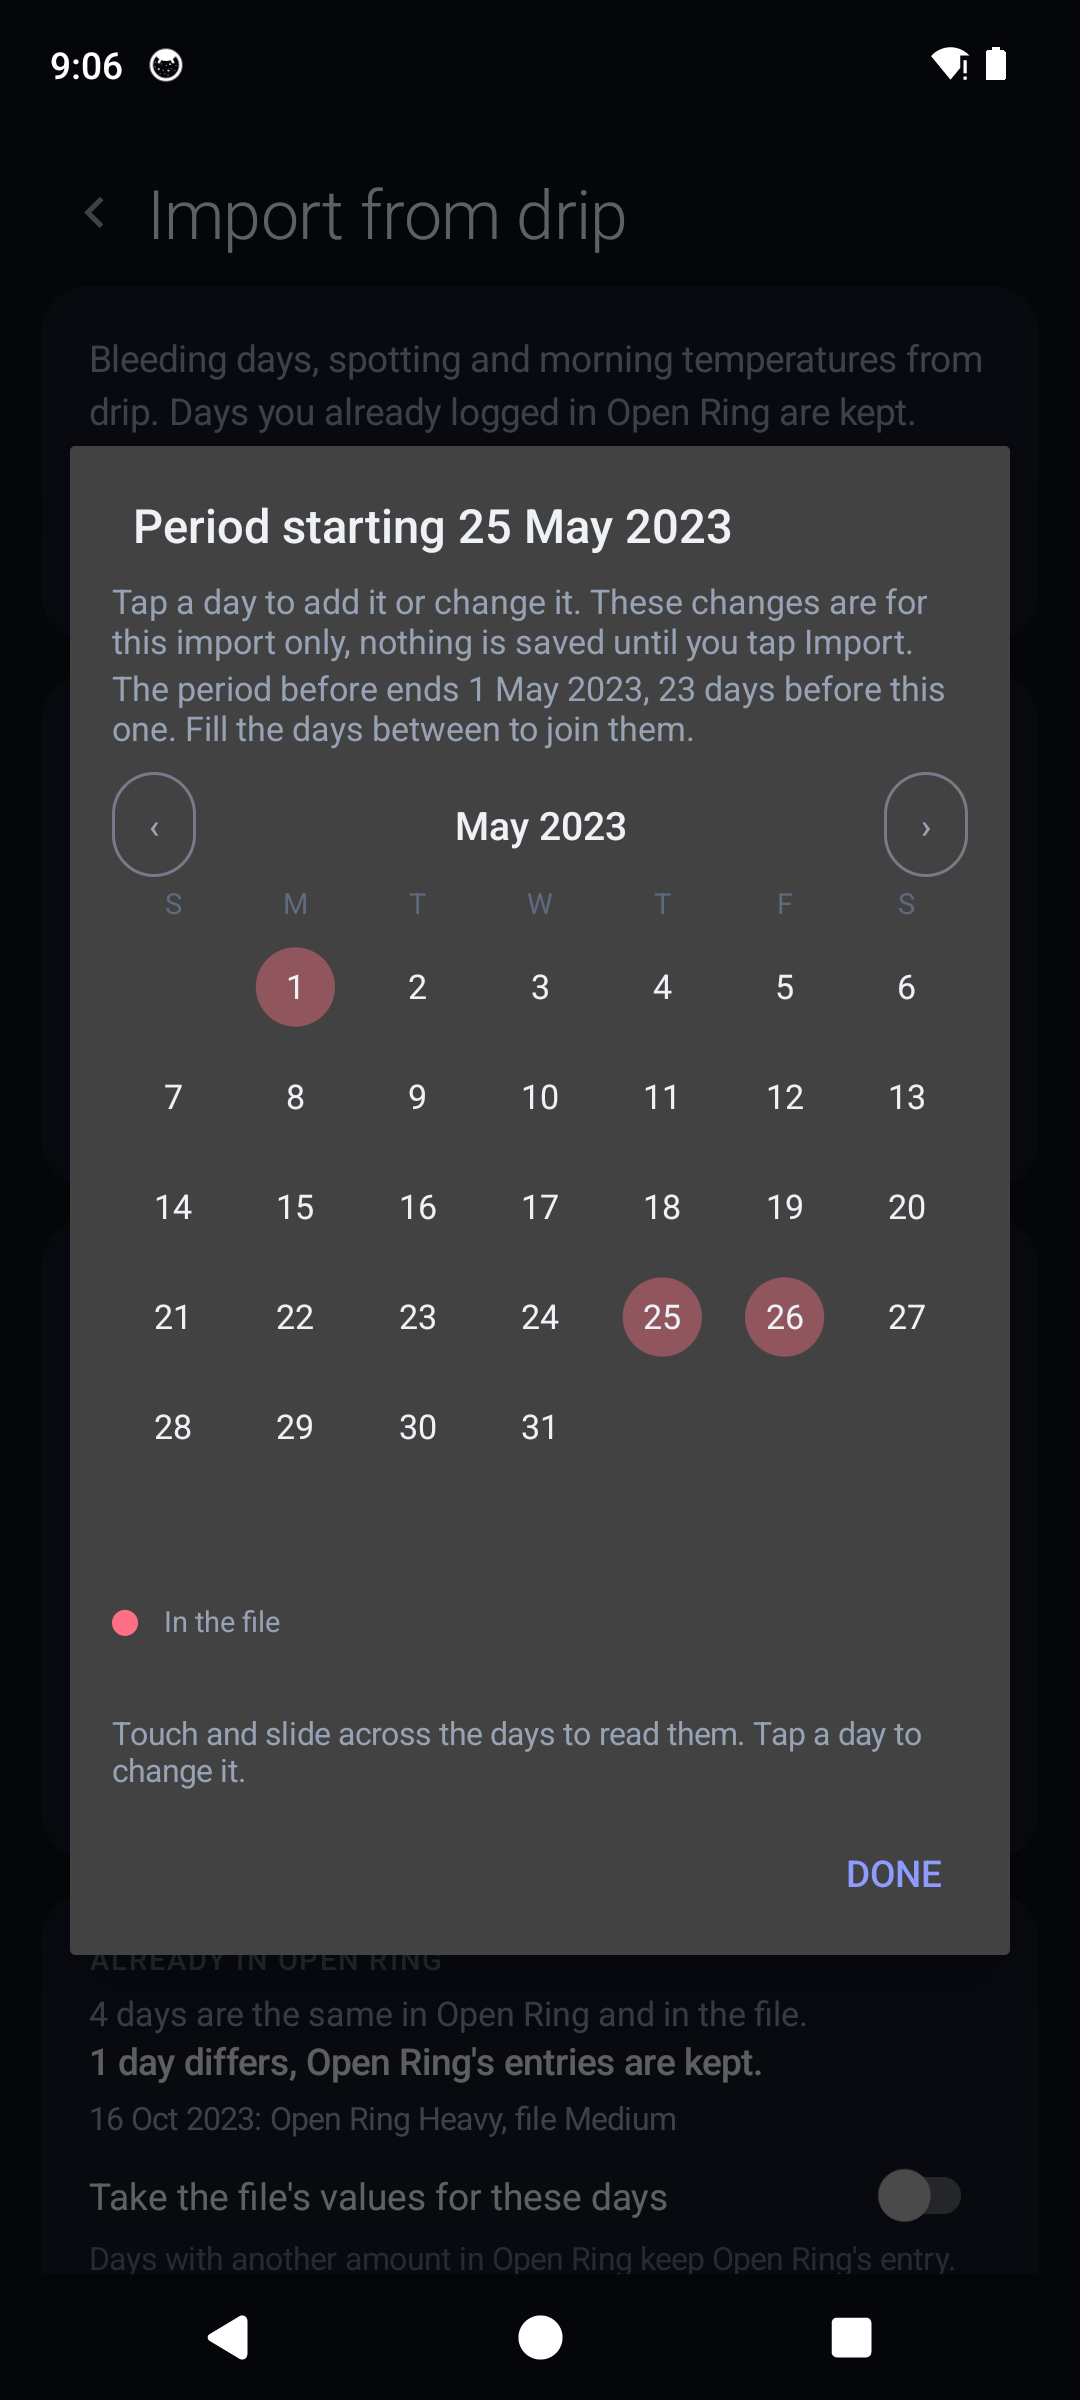 9:06
Import from drip
Bleeding days, spotting and morning temperatures from
drip. Days you already logged in Open Ring are kept.
Period starting 25 May 2023
Tap a day to add it or change it. These changes are for
this import only, nothing is saved until you tap Import.
The period before ends 1 May 2023, 23 days before this
one. Fill the days between to join them.
‹ May 2023 ›
S M T W T F S
1 2 3 4 5 6
7 8 9 10 11 12 13
14 15 16 17 18 19 20
21 22 23 24 25 26 27
28 29 30 31
In the file
Touch and slide across the days to read them. Tap a day to
change it.
DONE
ALREADY IN OPEN RING
4 days are the same in Open Ring and in the file.
1 day differs, Open Ring's entries are kept.
16 Oct 2023: Open Ring Heavy, file Medium
Take the file's values for these days
Days with another amount in Open Ring keep Open Ring's entry.